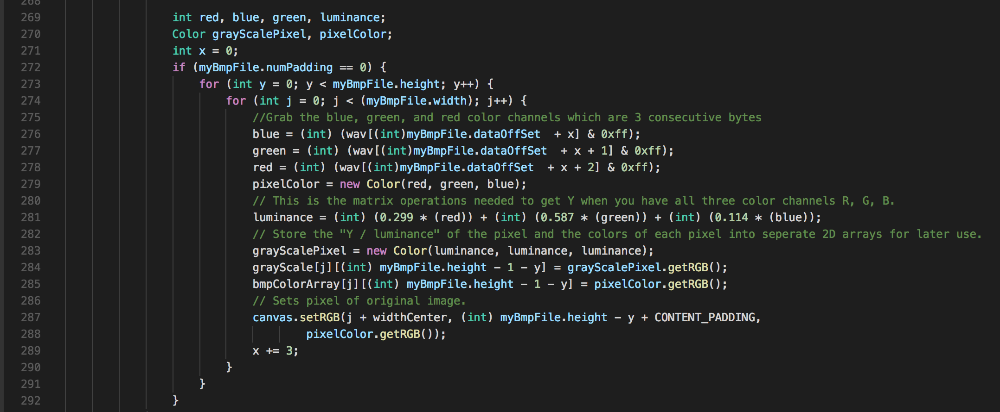 268
269 int red, blue, green, luminance;
270 Color grayScalePixel, pixelColor;
271 int x = 0;
272 if (myBmpFile.numPadding == 0) {
273 for (int y = 0; y < myBmpFile.height; y++) {
274 for (int j = 0; j < (myBmpFile.width); j++) {
275 //Grab the blue, green, and red color channels which are 3 consecutive bytes
276 blue = (int) (wav[(int)myBmpFile.dataOffSet  + x] & 0xff);
277 green = (int) (wav[(int)myBmpFile.dataOffSet  + x + 1] & 0xff);
278 red = (int) (wav[(int)myBmpFile.dataOffSet  + x + 2] & 0xff);
279 pixelColor = new Color(red, green, blue);
280 // This is the matrix operations needed to get Y when you have all three color channels R, G, B.
281 luminance = (int) (0.299 * (red)) + (int) (0.587 * (green)) + (int) (0.114 * (blue));
282 // Store the "Y / luminance" of the pixel and the colors of each pixel into seperate 2D arrays for later use.
283 grayScalePixel = new Color(luminance, luminance, luminance);
284 grayScale[j][(int) myBmpFile.height - 1 - y] = grayScalePixel.getRGB();
285 bmpColorArray[j][(int) myBmpFile.height - 1 - y] = pixelColor.getRGB();
286 // Sets pixel of original image.
287 canvas.setRGB(j + widthCenter, (int) myBmpFile.height - y + CONTENT_PADDING,
288 pixelColor.getRGB());
289 x += 3;
290 }
291 }
292 }